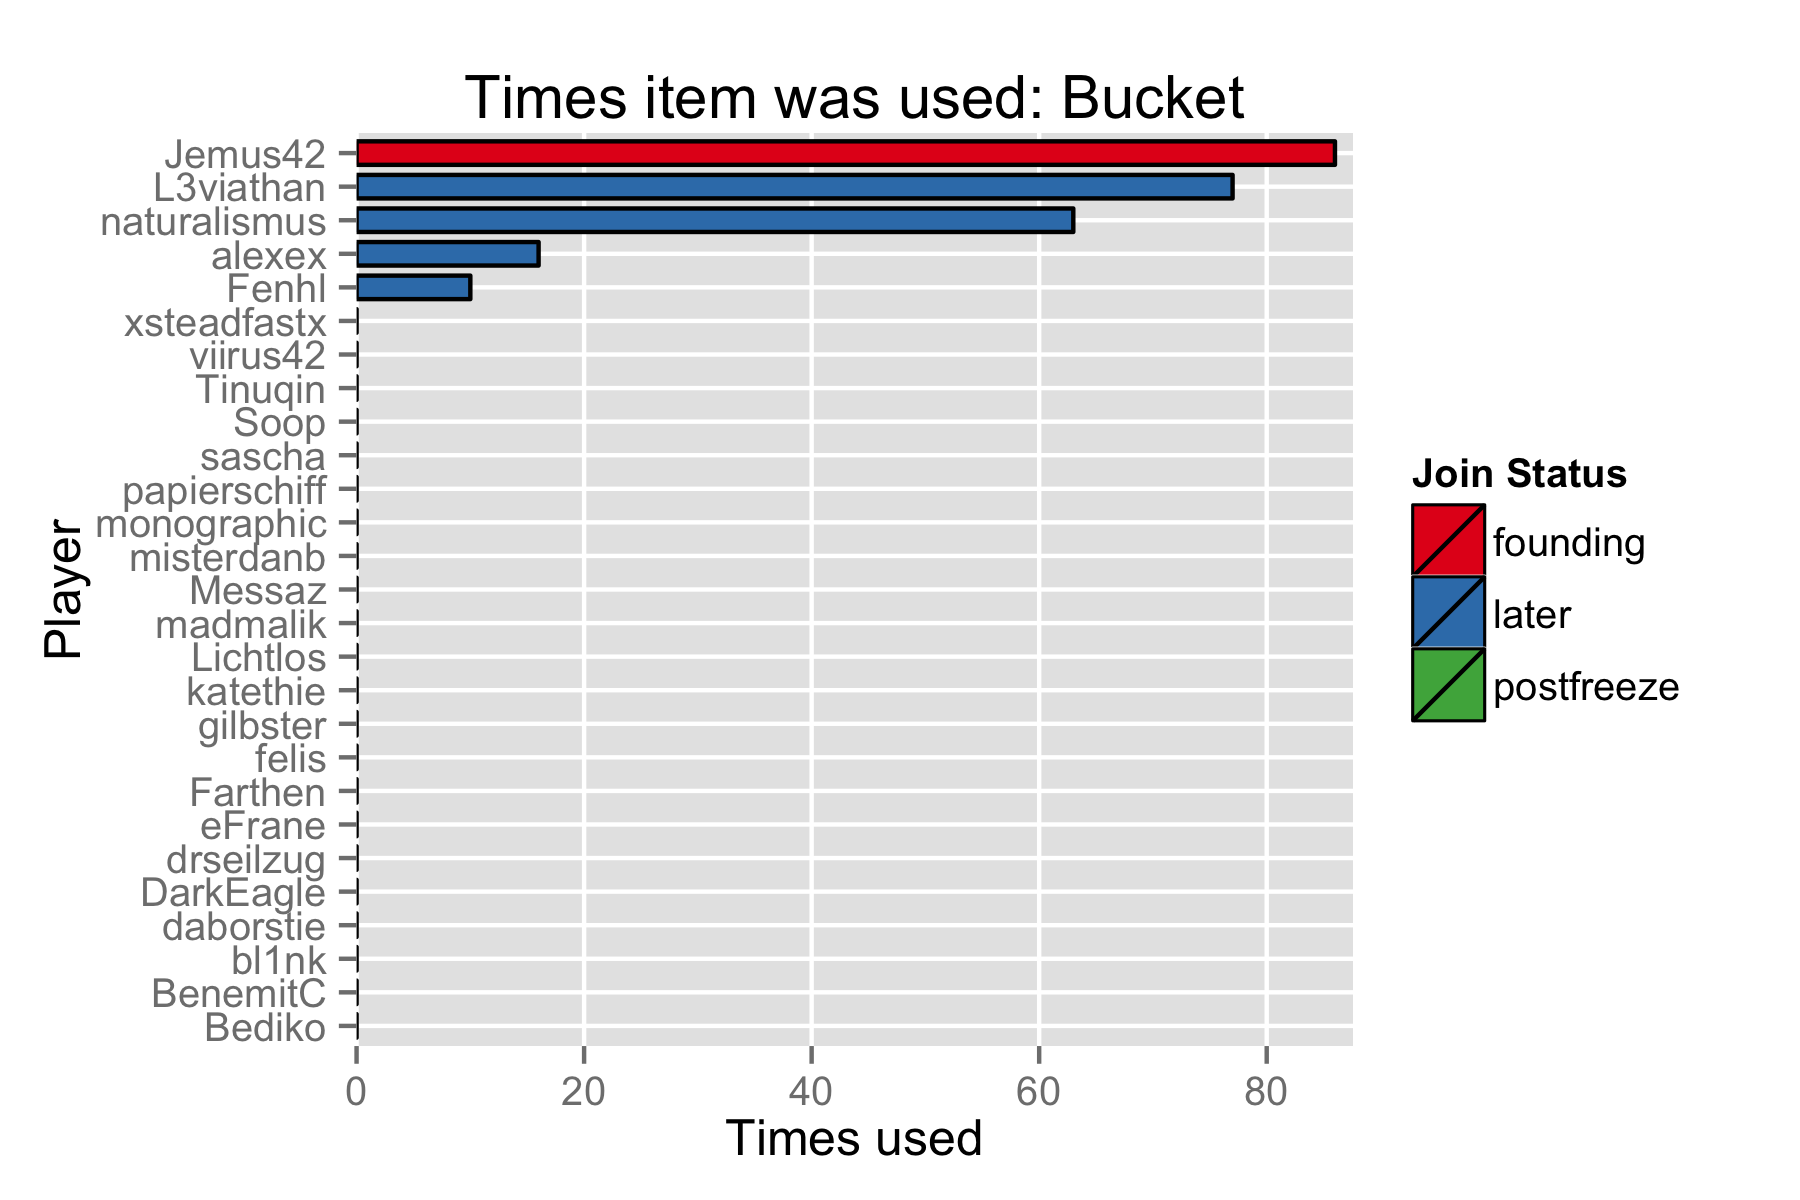 Times item was used: Bucket
Jemus42
L3viathan
naturalismus
alexex
Fenhl
xsteadfastx
viirus42
Tinuqin
Soop
sascha
papierschiff
monographic
misterdanb
Messaz
madmalik
Lichtlos
katethie
gilbster
felis
Farthen
eFrane
drseilzug
DarkEagle
daborstie
bl1nk
BenemitC
Bediko
Player
0 20 40 60 80
Times used
Join Status
founding
later
postfreeze